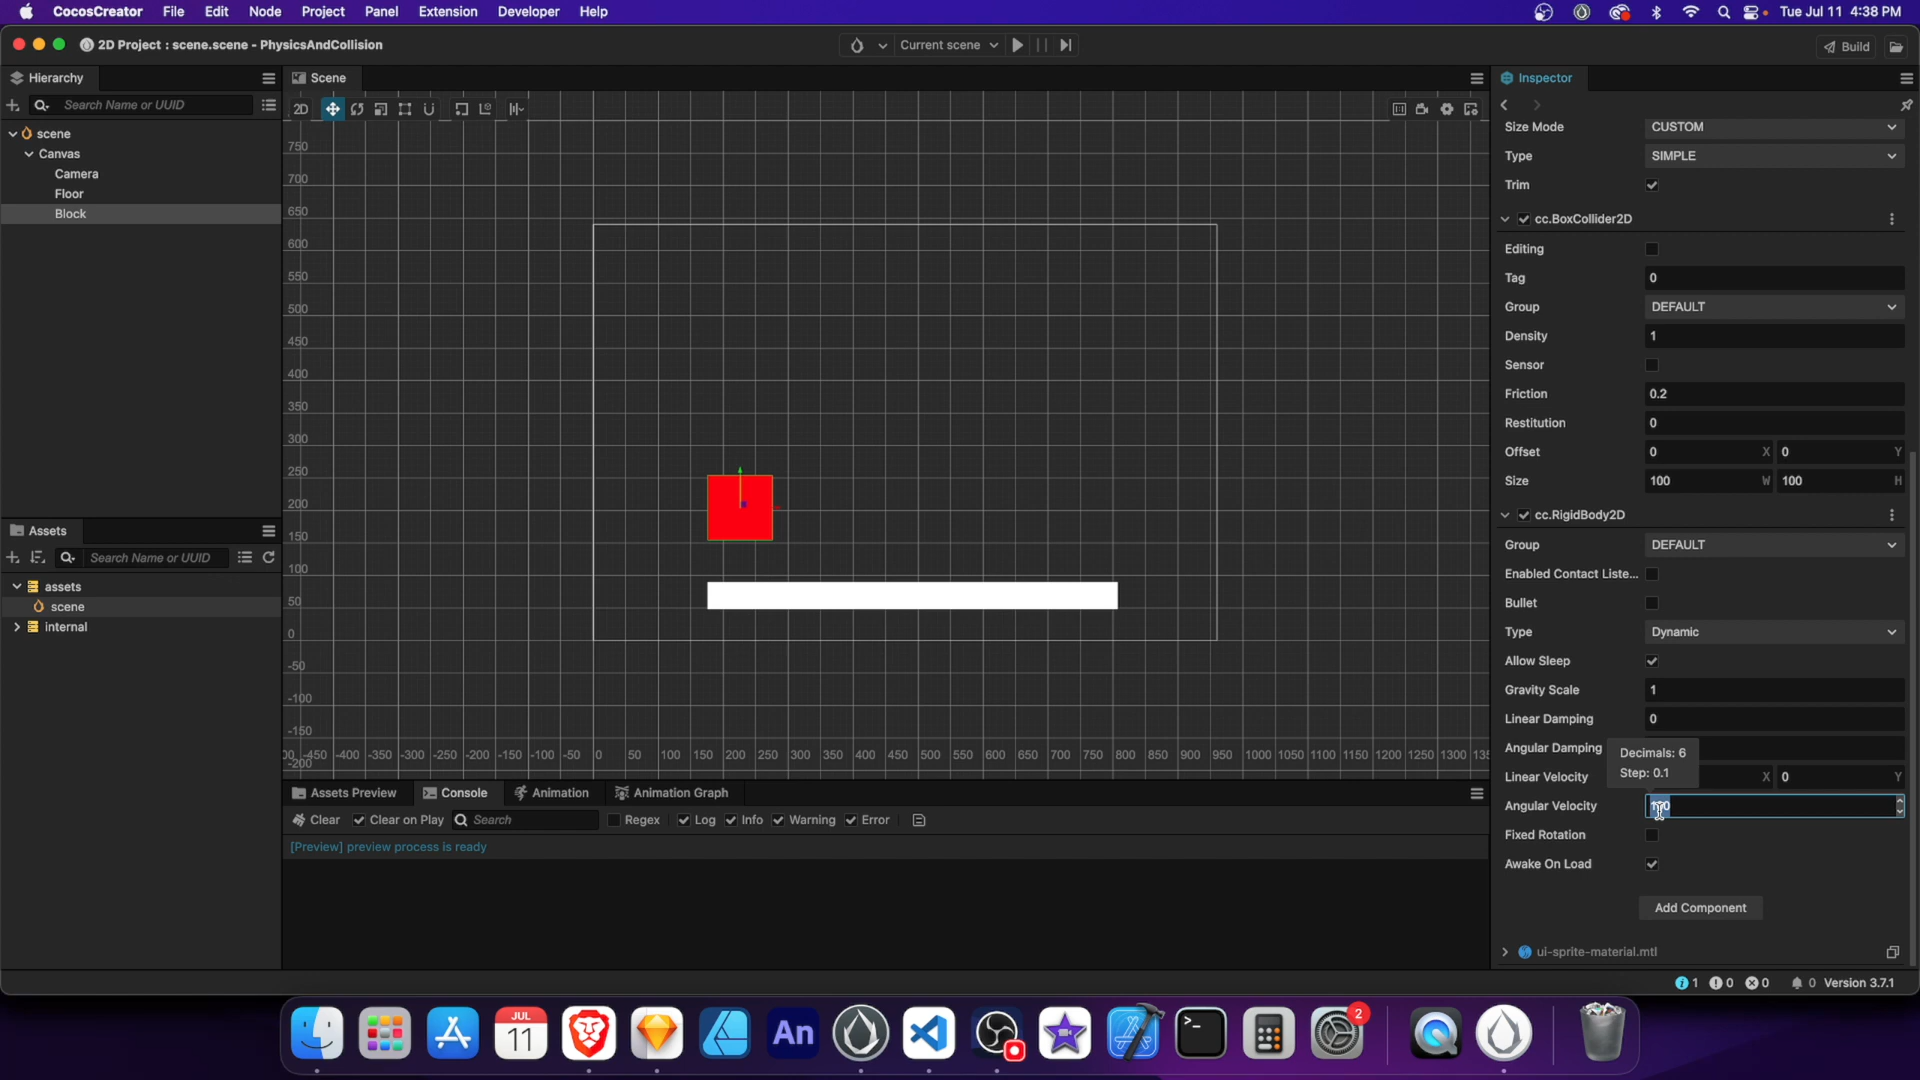 CocosCreator File Edit Node Project Panel Extension Developer Help Tue Jul 11 4:38 PM
2D Project : scene.scene - PhysicsAndCollision Current scene Build
Hierarchy
Search Name or UUID
scene
Canvas
Camera
Floor
Block
Assets
Search Name or UUID
assets
scene
internal
Scene
2D
750
700
650
600
550
500
450
400
350
300
250
200
150
100
50
0
-50
-100
-150
-200
-450 -400 -350 -300 -250 -200 -150 -100 -50 0 50 100 150 200 250 300 350 400 450 500 550 600 650 700 750 800 850 900 950 1000 1050 1100 1150 1200 1250 1300
Assets Preview Console Animation Animation Graph
Clear Clear on Play Search Regex Log Info Warning Error
[Preview] preview process is ready
Inspector
Size Mode CUSTOM
Type SIMPLE
Trim
cc.BoxCollider2D
Editing
Tag 0
Group DEFAULT
Density 1
Sensor
Friction 0.2
Restitution 0
Offset 0 X 0 Y
Size 100 W 100 H
cc.RigidBody2D
Group DEFAULT
Enabled Contact Liste...
Bullet
Type Dynamic
Allow Sleep
Gravity Scale 1
Linear Damping 0
Angular Damping
Decimals: 6
Step: 0.1
Linear Velocity X 0 Y
Angular Velocity
Fixed Rotation
Awake On Load
Add Component
ui-sprite-material.mtl
1 0 0 0 Version 3.7.1
JUL
11
An
2